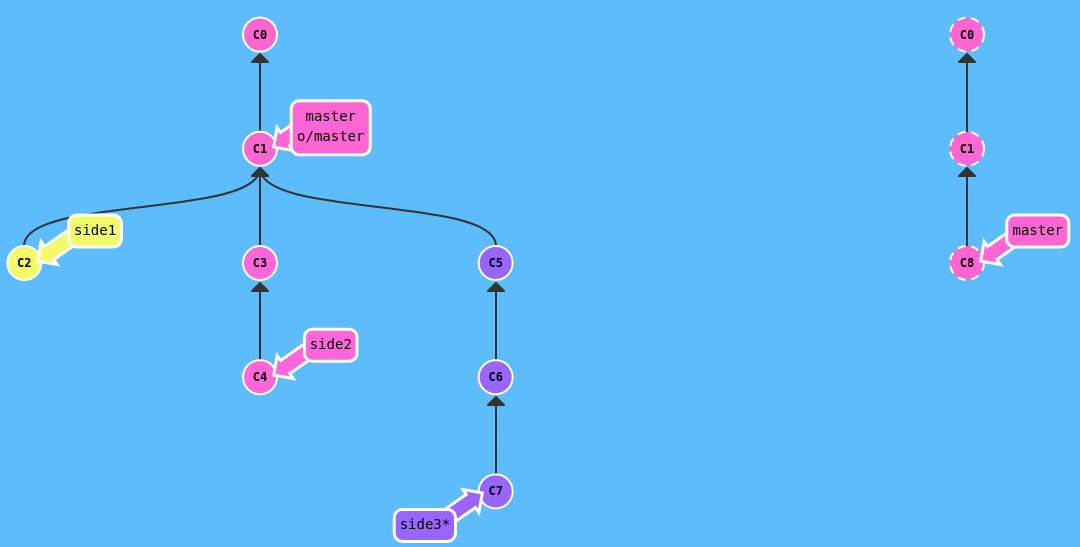 C0
C0
master
o/master
C1
C1
side1
master
C2
C3
C5
C8
side2
C4
C6
C7
side3*